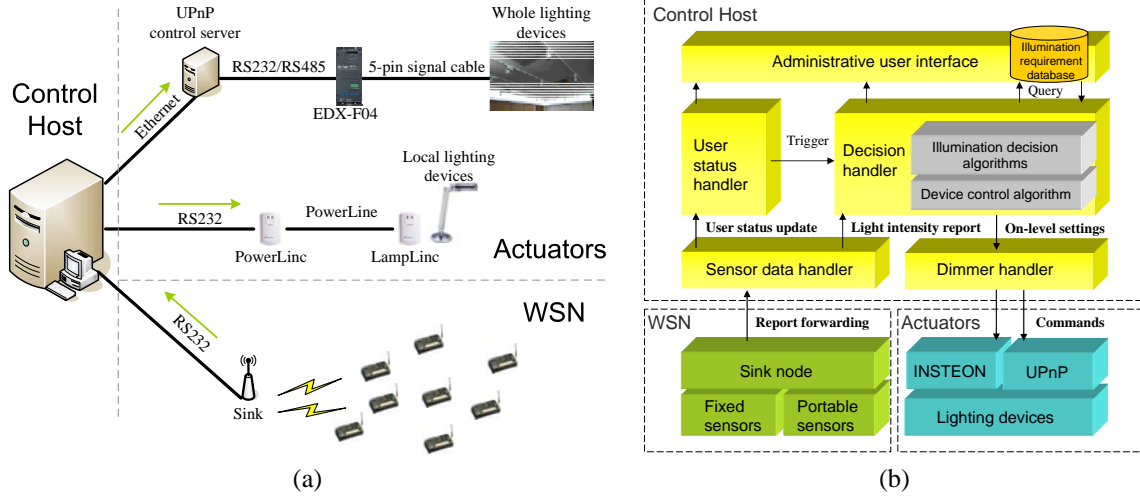 UPnP
control server
Whole lighting
devices
RS232/RS485
5-pin signal cable
EDX-F04
Control
Host
Ethernet
Local lighting
devices
RS232
PowerLine
PowerLinc
LampLinc
Actuators
WSN
RS232
Sink
(a)
Control Host
Administrative user interface
Illumination
requirement
database
Query
User
status
handler
Trigger
Decision
handler
Illumination decision
algorithms
Device control algorithm
User status update
Light intensity report
On-level settings
Sensor data handler
Dimmer handler
WSN
Report forwarding
Actuators
Commands
Sink node
INSTEON
UPnP
Fixed
sensors
Portable
sensors
Lighting devices
(b)